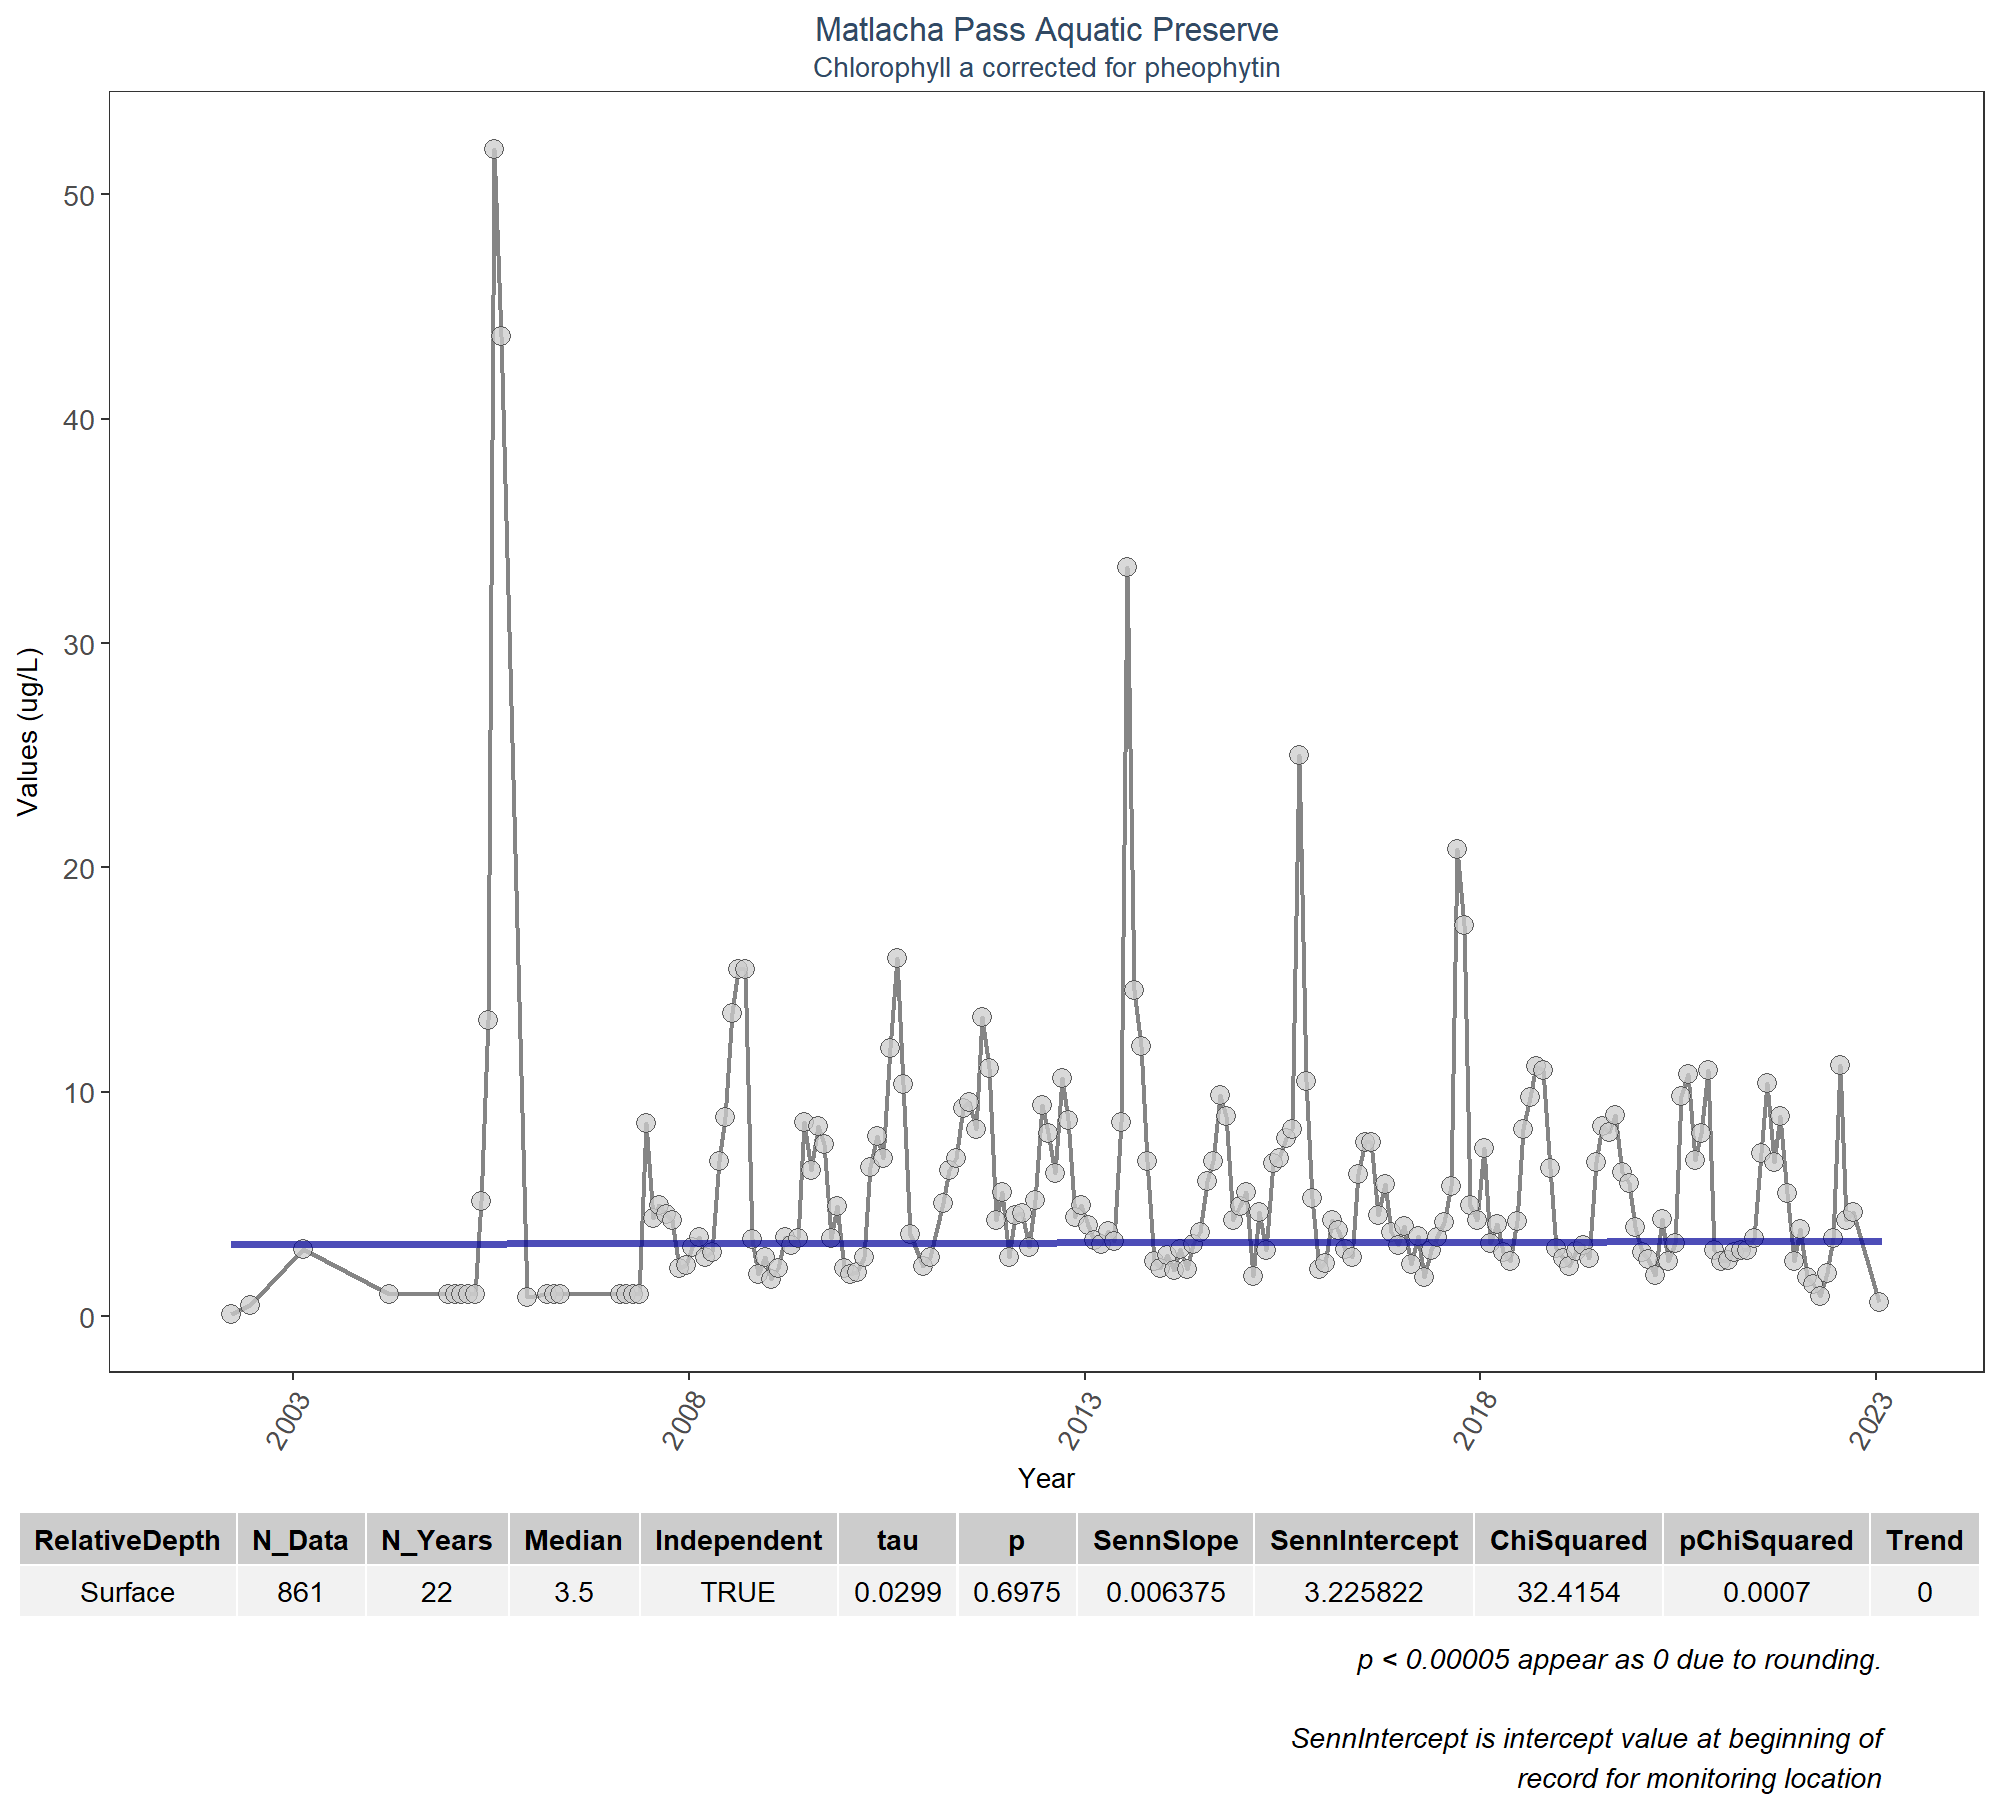 Matlacha Pass Aquatic Preserve
Chlorophyll a corrected for pheophytin
Values (ug/L)
50
40
30
20
10
0
2003
2008
2013
2018
2023
Year
RelativeDepth N_Data N_Years Median Independent tau p SennSlope SennIntercept ChiSquared pChiSquared Trend
Surface 861 22 3.5 TRUE 0.0299 0.6975 0.006375 3.225822 32.4154 0.0007 0
p < 0.00005 appear as 0 due to rounding.
SennIntercept is intercept value at beginning of
record for monitoring location